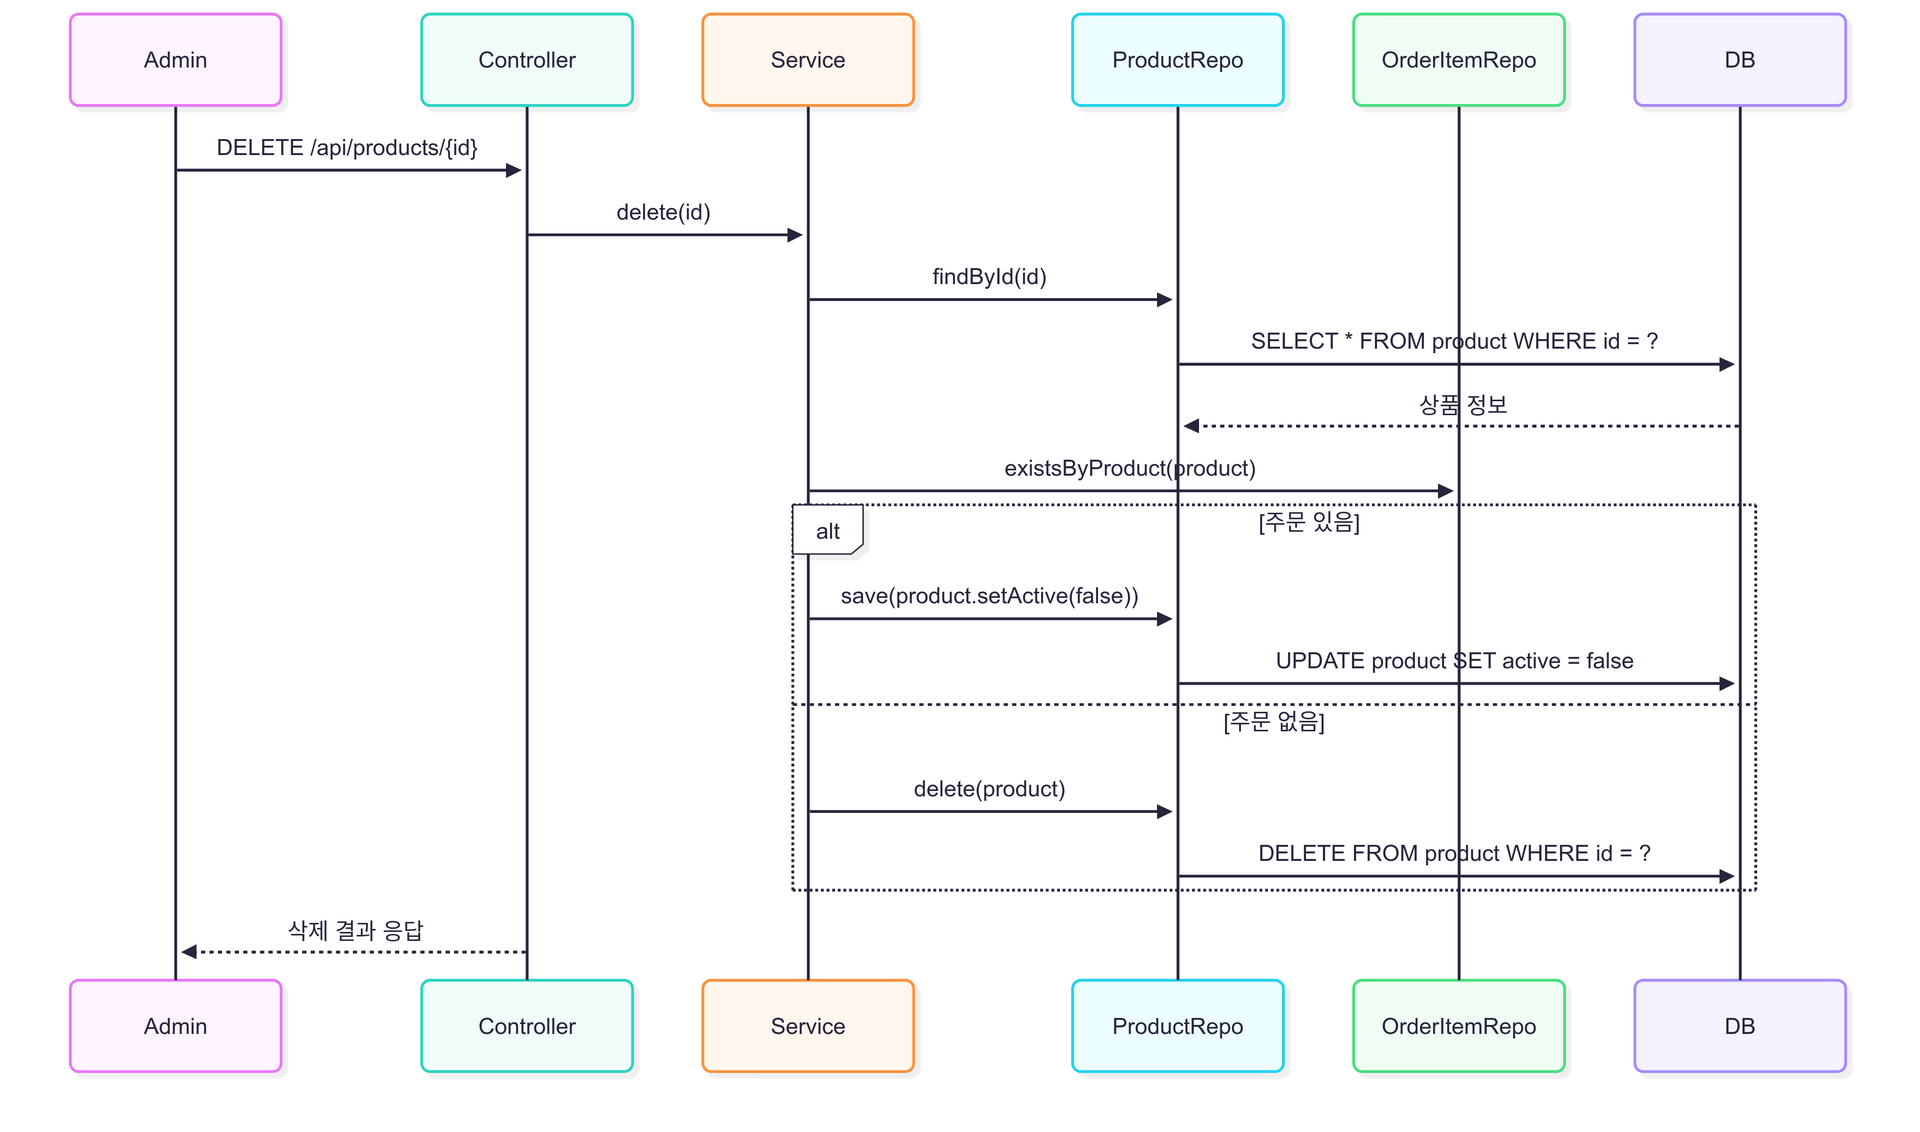 Admin
Controller
Service
ProductRepo
OrderItemRepo
DB
DELETE /api/products/{id}
delete(id)
findById(id)
SELECT * FROM product WHERE id = ?
상품 정보
existsByProduct(product)
alt
[주문 있음]
save(product.setActive(false))
UPDATE product SET active = false
[주문 없음]
delete(product)
DELETE FROM product WHERE id = ?
삭제 결과 응답
Admin
Controller
Service
ProductRepo
OrderItemRepo
DB